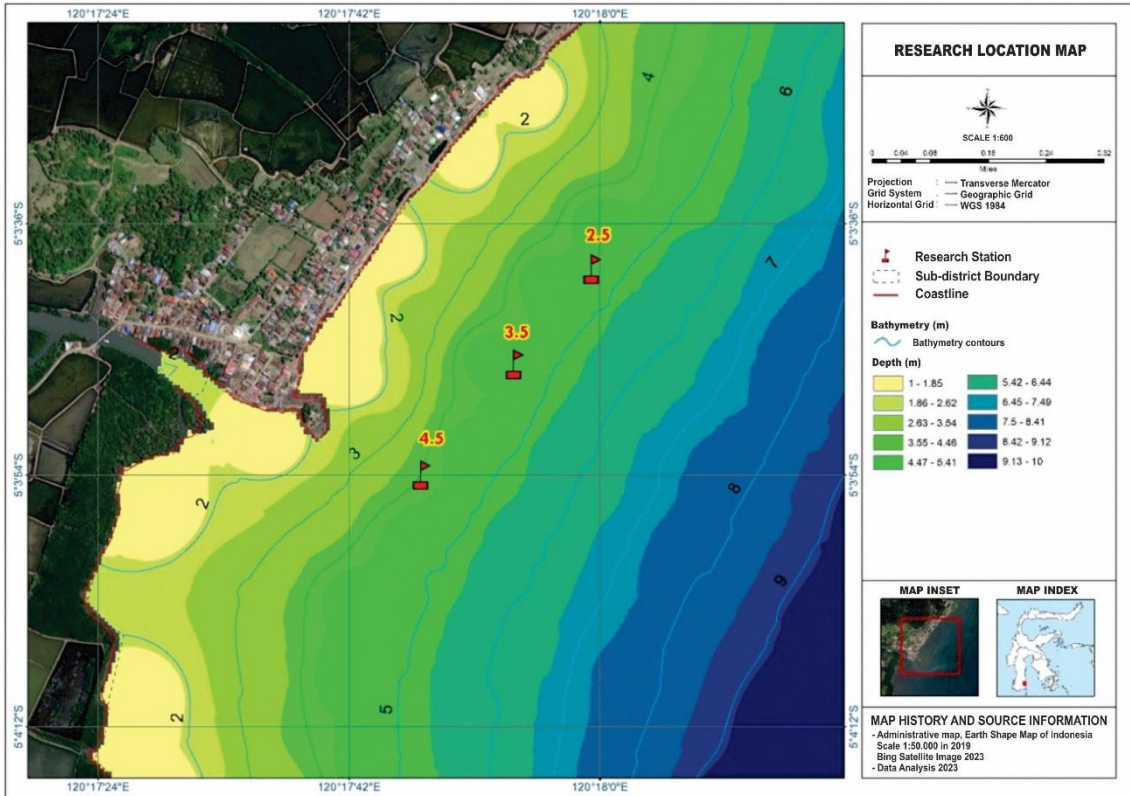 120°17'24"E 120°17'42"E 120°18'0"E
5°3'36"S 5°3'36"S
5°3'54"S 5°3'54"S
5°4'12"S 5°4'12"S
120°17'24"E 120°17'42"E 120°18'0"E
4
6
2
2.5
7
2
3.5
2
4.5
3
2
8
9
5
2
RESEARCH LOCATION MAP
SCALE 1:600
0 0.04 0.08 0.16 0.24 0.32
Miles
Projection : Transverse Mercator
Grid System : Geographic Grid
Horizontal Grid : WGS 1984
Research Station
Sub-district Boundary
Coastline
Bathymetry (m)
Bathymetry contours
Depth (m)
1 - 1.85 5.42 - 6.44
1.86 - 2.62 6.45 - 7.49
2.63 - 3.54 7.5 - 8.41
3.55 - 4.46 8.42 - 9.12
4.47 - 5.41 9.13 - 10
MAP INSET MAP INDEX
MAP HISTORY AND SOURCE INFORMATION
- Administrative map, Earth Shape Map of Indonesia
Scale 1:50.000 in 2019
Bing Satellite Image 2023
- Data Analysis 2023